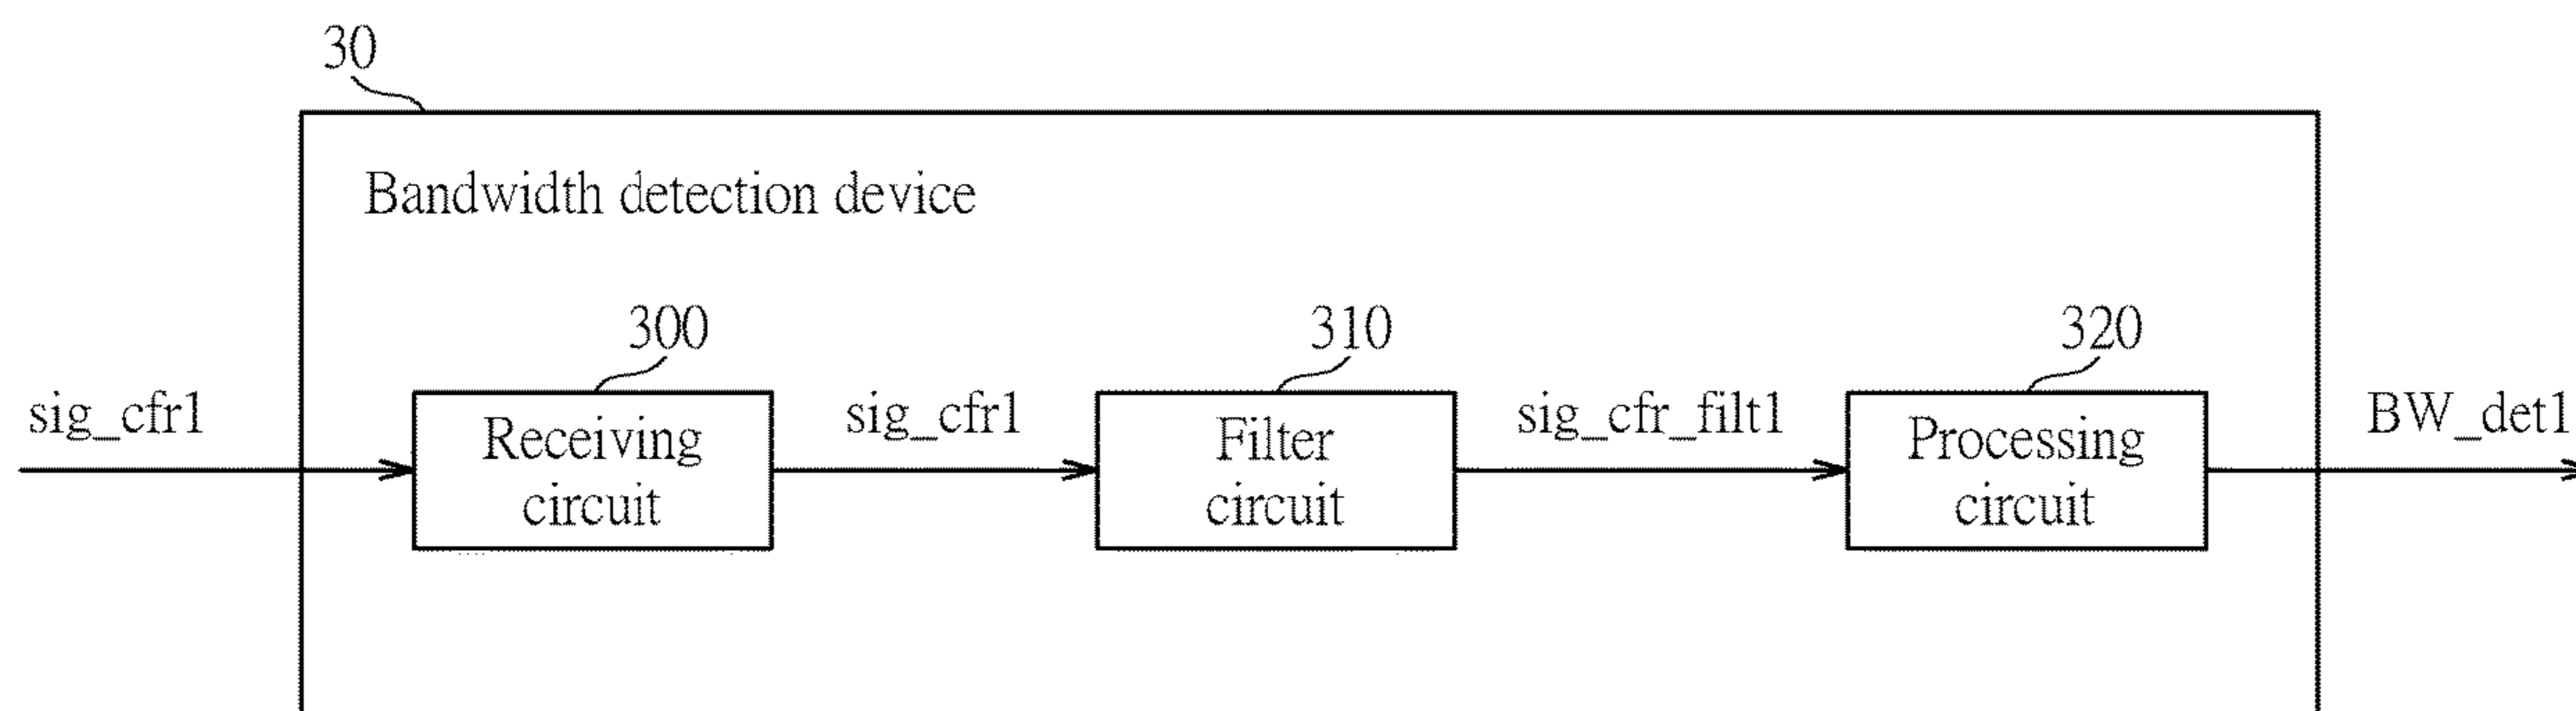 30
Bandwidth detection device
300
310
320
sig_cfr1
sig_cfr1
sig_cfr_filt1
BW_det1
Receiving
circuit
Filter
circuit
Processing
circuit